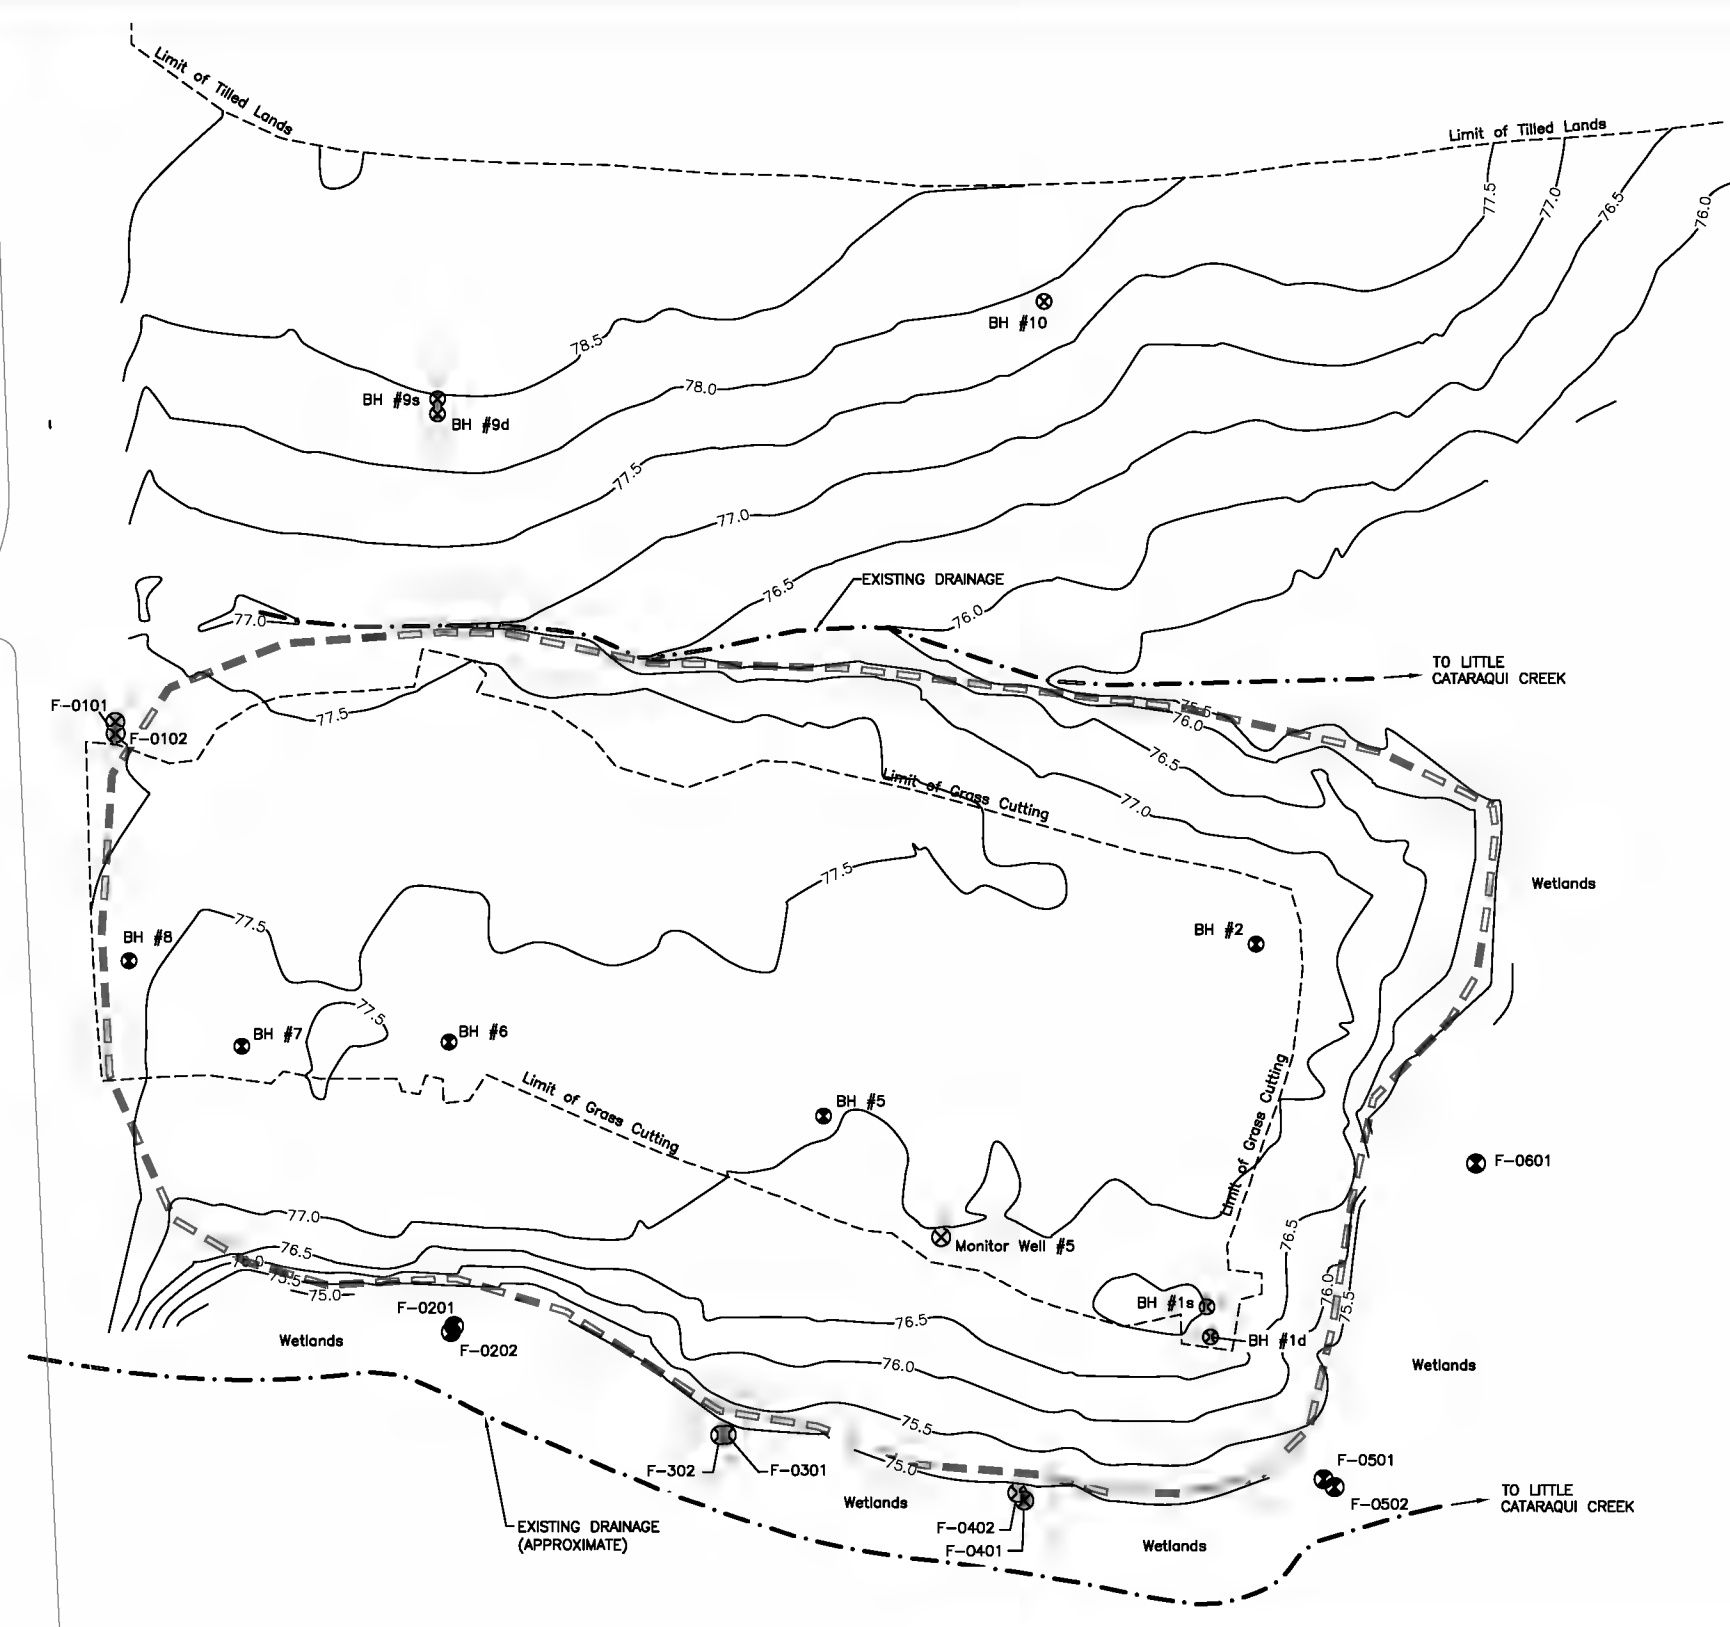 Limit of Tilled Lands
Limit of Tilled Lands
77.5
77.0
76.5
76.0
BH #10
78.5
78.0
BH #9s
BH #9d
77.5
77.0
76.5
EXISTING DRAINAGE
76.0
77.0
TO LITTLE
CATARAQUI CREEK
F-0101
F-0102
77.5
75.5
76.0
76.5
77.0
Limit of Grass Cutting
77.5
Wetlands
77.5
BH #8
BH #2
77.5
BH #7
BH #6
Limit of Grass Cutting
BH #5
Limit of Grass Cutting
F-0601
77.0
76.5
76.0
75.5
75.0
Monitor Well #5
76.5
76.0
75.5
BH #1s
BH #1d
F-0201
F-0202
Wetlands
76.5
76.0
Wetlands
75.5
75.0
F-302
F-0301
F-0501
F-0502
Wetlands
F-0402
F-0401
Wetlands
TO LITTLE
CATARAQUI CREEK
EXISTING DRAINAGE
(APPROXIMATE)